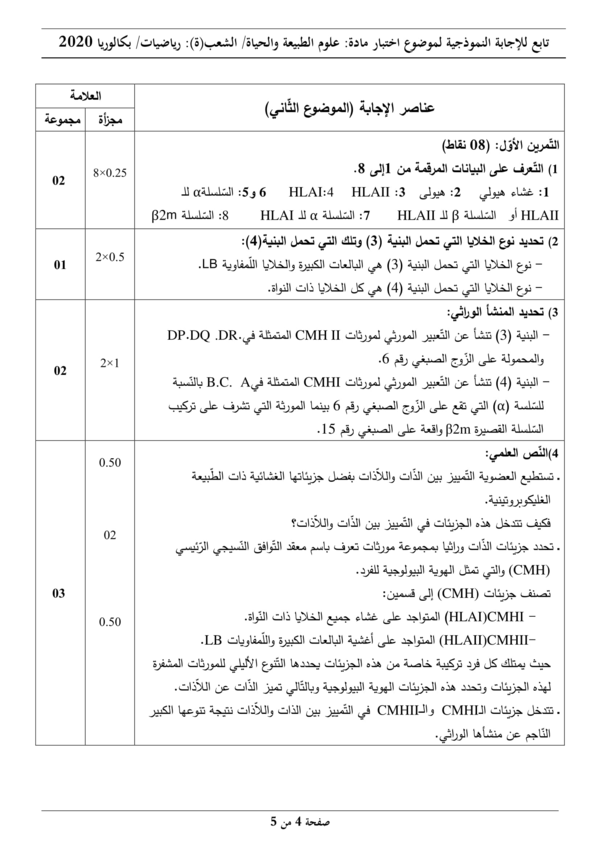 تابع للإجابة النموذجية لموضوع اختبار مادة: علوم الطبيعة والحياة/ الشعب(ة): رياضيات/ بكالوريا 2020
العلامة
عناصر الإجابة (الموضوع الثّاني)
مجموعة
مجزأة
التّمرين الأوّل: (08 نقاط)
1) التّعرف على البيانات المرقمة من 1إلى 8.
1: غشاء هيولي 2: هيولى 3: HLAII 4: HLAI 6 و5: السّلسلةα للـ
HLAII أو السّلسلة β للـ HLAII 7: السّلسلة α للـ HLAI 8: السّلسلة β2m
8×0.25
02
2) تحديد نوع الخلايا التي تحمل البنية (3) وتلك التي تحمل البنية(4):
– نوع الخلايا التي تحمل البنية (3) هي البالعات الكبيرة والخلايا اللّمفاوية LB.
– نوع الخلايا التي تحمل البنية (4) هي كل الخلايا ذات النواة.
2×0.5
01
3) تحديد المنشأ الوراثي:
– البنية (3) تنشأ عن التّعبير المورثي لمورثات CMH II المتمثلة في DP،DQ ،DR.
والمحمولة على الزّوج الصبغي رقم 6.
– البنية (4) تنشأ عن التّعبير المورثي لمورثات CMHI المتمثلة فيB.C. A بالنّسبة
للسّلسة (α) التي تقع على الزّوج الصبغي رقم 6 بينما المورثة التي تشرف على تركيب
السّلسلة القصيرة β2m واقعة على الصبغي رقم 15.
2×1
02
4)النّص العلمي:
. تستطيع العضوية التّمييز بين الذّات واللاّذات بفضل جزيئاتها الغشائية ذات الطّبيعة
الغليكوبروتينية.
فكيف تتدخل هذه الجزيئات في التّمييز بين الذّات واللاّذات؟
. تحدد جزيئات الذّات وراثيا بمجموعة مورثات تعرف باسم معقد التّوافق النّسيجي الرّئيسي
(CMH) والتي تمثل الهوية البيولوجية للفرد.
تصنف جزيئات (CMH) إلى قسمين:
– HLAI)CMHI) المتواجد على غشاء جميع الخلايا ذات النّواة.
–HLAII)CMHII) المتواجد على أغشية البالعات الكبيرة واللّمفاويات LB.
حيث يمتلك كل فرد تركيبة خاصة من هذه الجزيئات يحددها التّنوع الأليلي للمورثات المشفرة
لهذه الجزيئات وتحدد هذه الجزيئات الهوية البيولوجية وبالتّالي تميز الذّات عن اللاّذات.
. تتدخل جزيئات الـCMHI والـCMHII في التّمييز بين الذات واللاّذات نتيجة تنوعها الكبير
النّاجم عن منشأها الوراثي.
0.50
02
0.50
03
صفحة 4 من 5